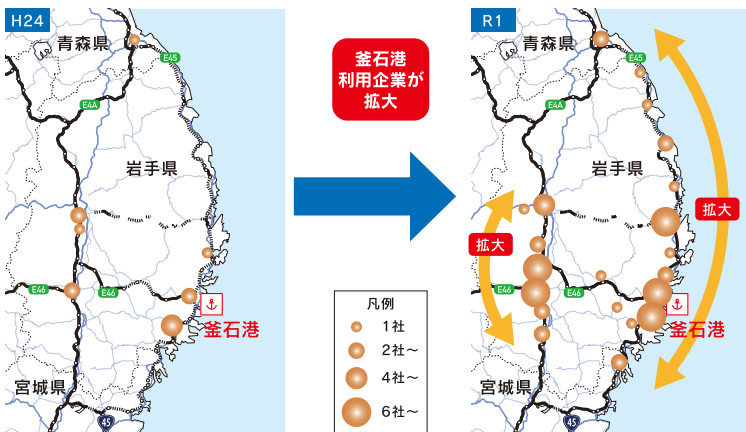 H24
青森県
E45
E4A
岩手県
E46
E46
釜石港
宮城県
45
釜石港
利用企業が
拡大
凡例
1社
2社～
4社～
6社～
R1
青森県
E45
E4A
岩手県
拡大
拡大
E46
E46
釜石港
宮城県
45